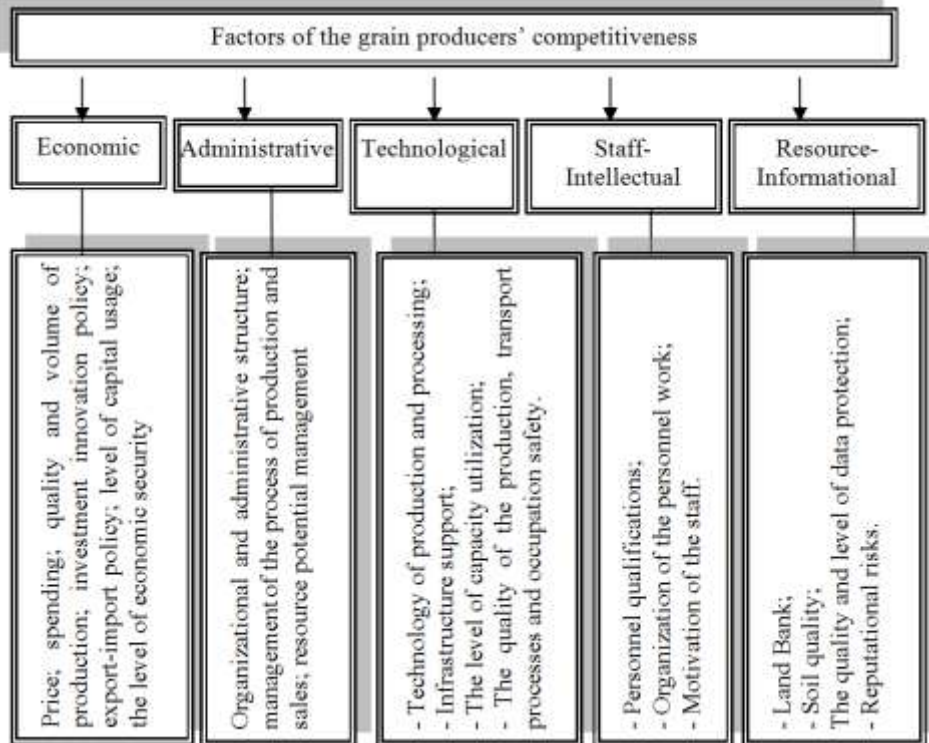 Factors of the grain producers’ competitiveness
Economic
Administrative
Technological
Staff-
Intellectual
Resource-
Informational
Price; spending; quality and volume of
production; investment innovation policy;
export-import policy; level of capital usage;
the level of economic security
Organizational and administrative structure;
management of the process of production and
sales; resource potential management
- Technology of production and processing;
- Infrastructure support;
- The level of capacity utilization;
- The quality of the production, transport
processes and occupation safety.
- Personnel qualifications;
- Organization of the personnel work;
- Motivation of the staff.
- Land Bank;
- Soil quality;
The quality and level of data protection;
- Reputational risks.